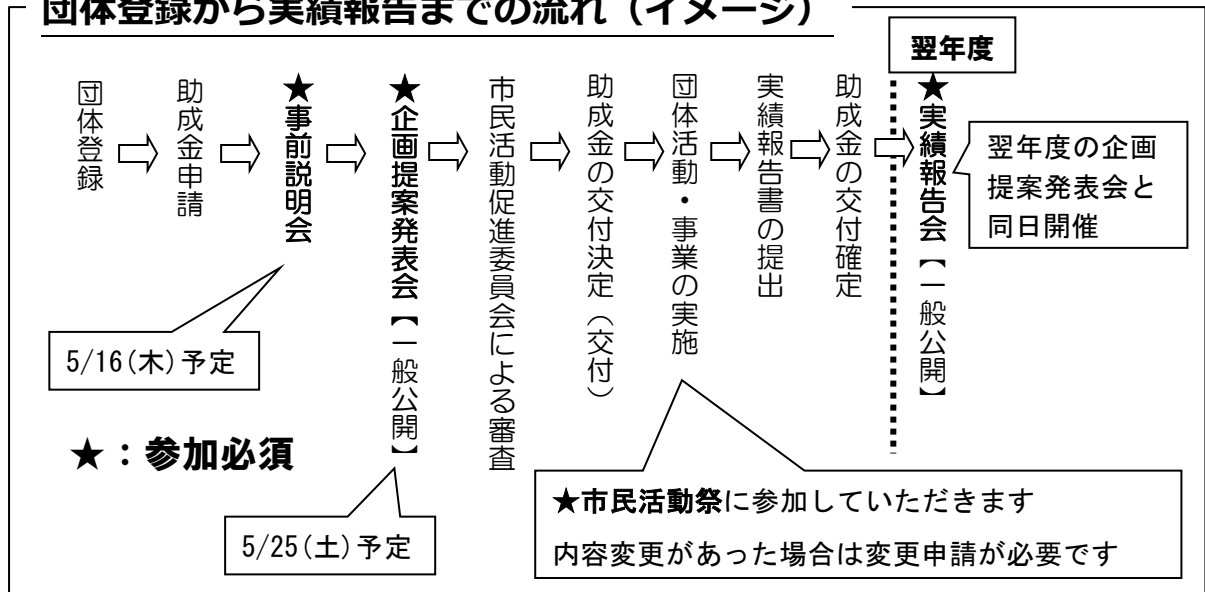 団体登録から実績報告までの流れ（イメージ）
翌年度
団体登録
助成金申請
★事前説明会
★企画提案発表会【一般公開】
市民活動促進委員会による審査
助成金の交付決定（交付）
団体活動・事業の実施
実績報告書の提出
助成金の交付確定
★実績報告会【一般公開】
翌年度の企画
提案発表会と
同日開催
5/16(木)予定
★：参加必須
5/25(土)予定
★市民活動祭に参加していただきます
内容変更があった場合は変更申請が必要です